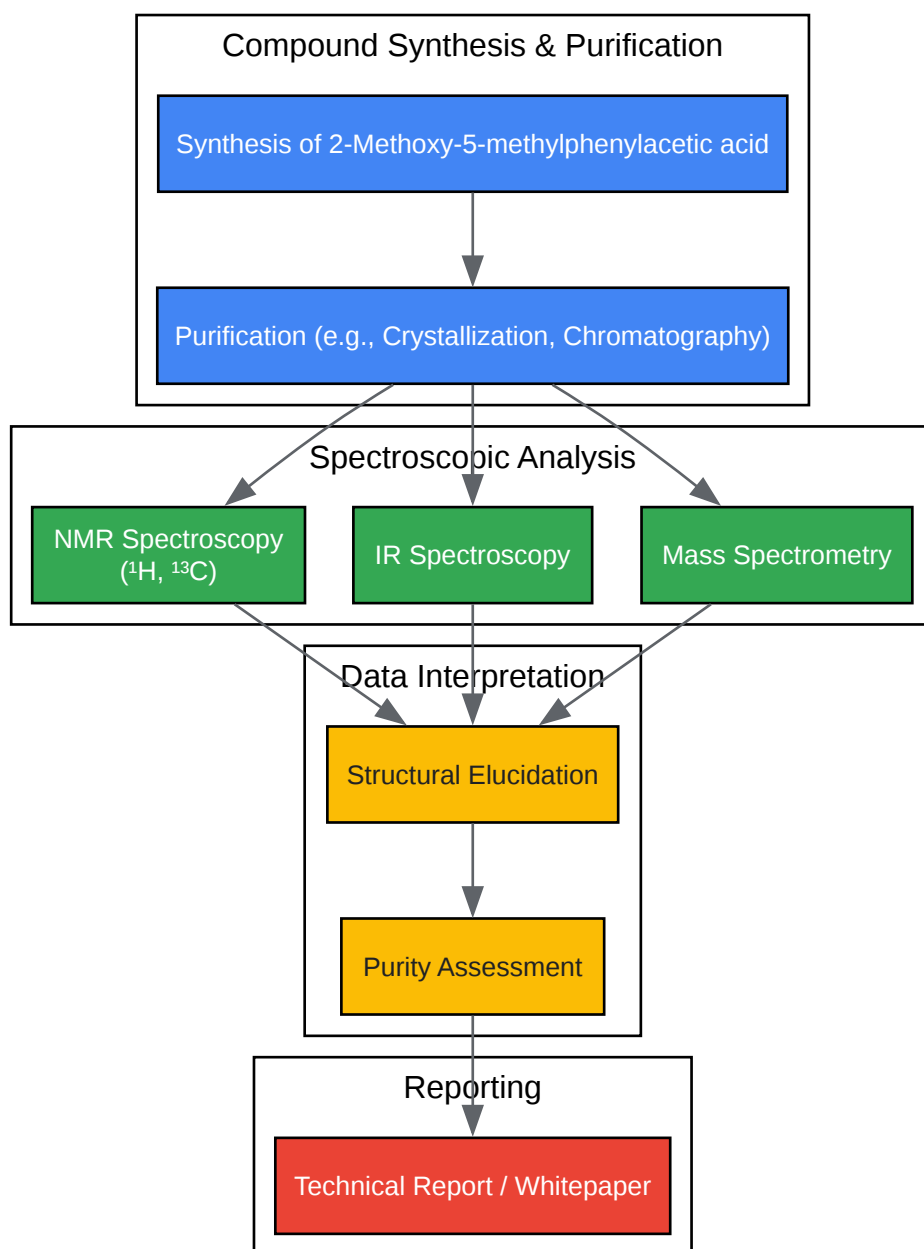 Compound Synthesis & Purification
Synthesis of 2-Methoxy-5-methylphenylacetic acid
Purification (e.g., Crystallization, Chromatography)
Spectroscopic Analysis
NMR Spectroscopy
(¹H, ¹³C)
IR Spectroscopy
Mass Spectrometry
Data Interpretation
Structural Elucidation
Purity Assessment
Reporting
Technical Report / Whitepaper